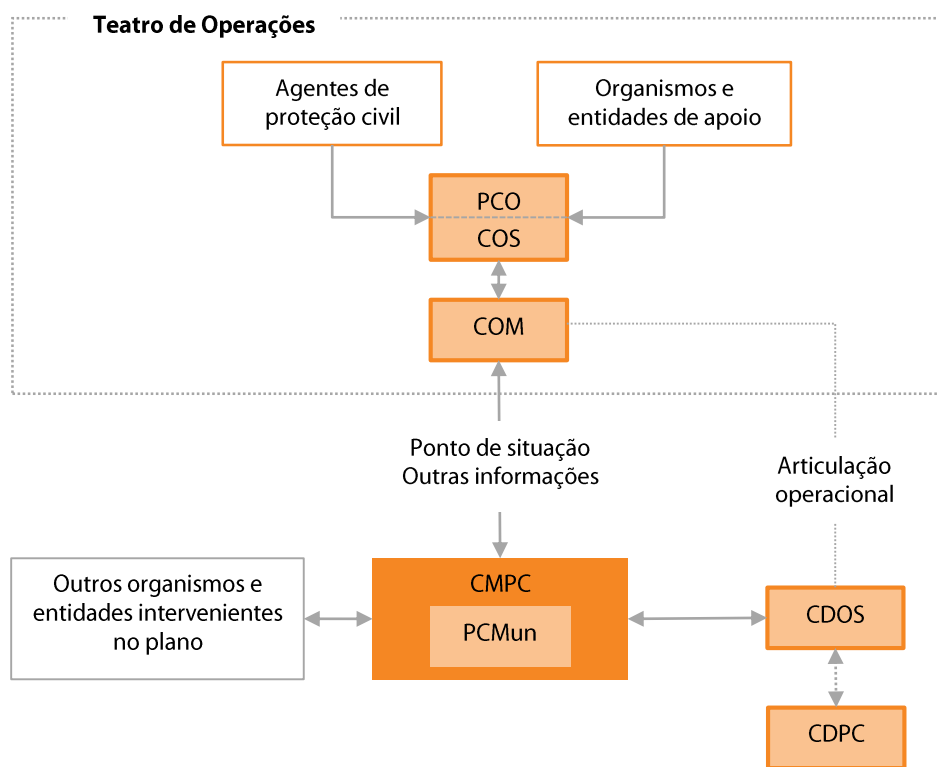 Teatro de Operações
Agentes de
proteção civil
Organismos e
entidades de apoio
PCO
COS
COM
Ponto de situação
Outras informações
Articulação
operacional
Outros organismos e
entidades intervenientes
no plano
CMPC
PCMun
CDOS
CDPC